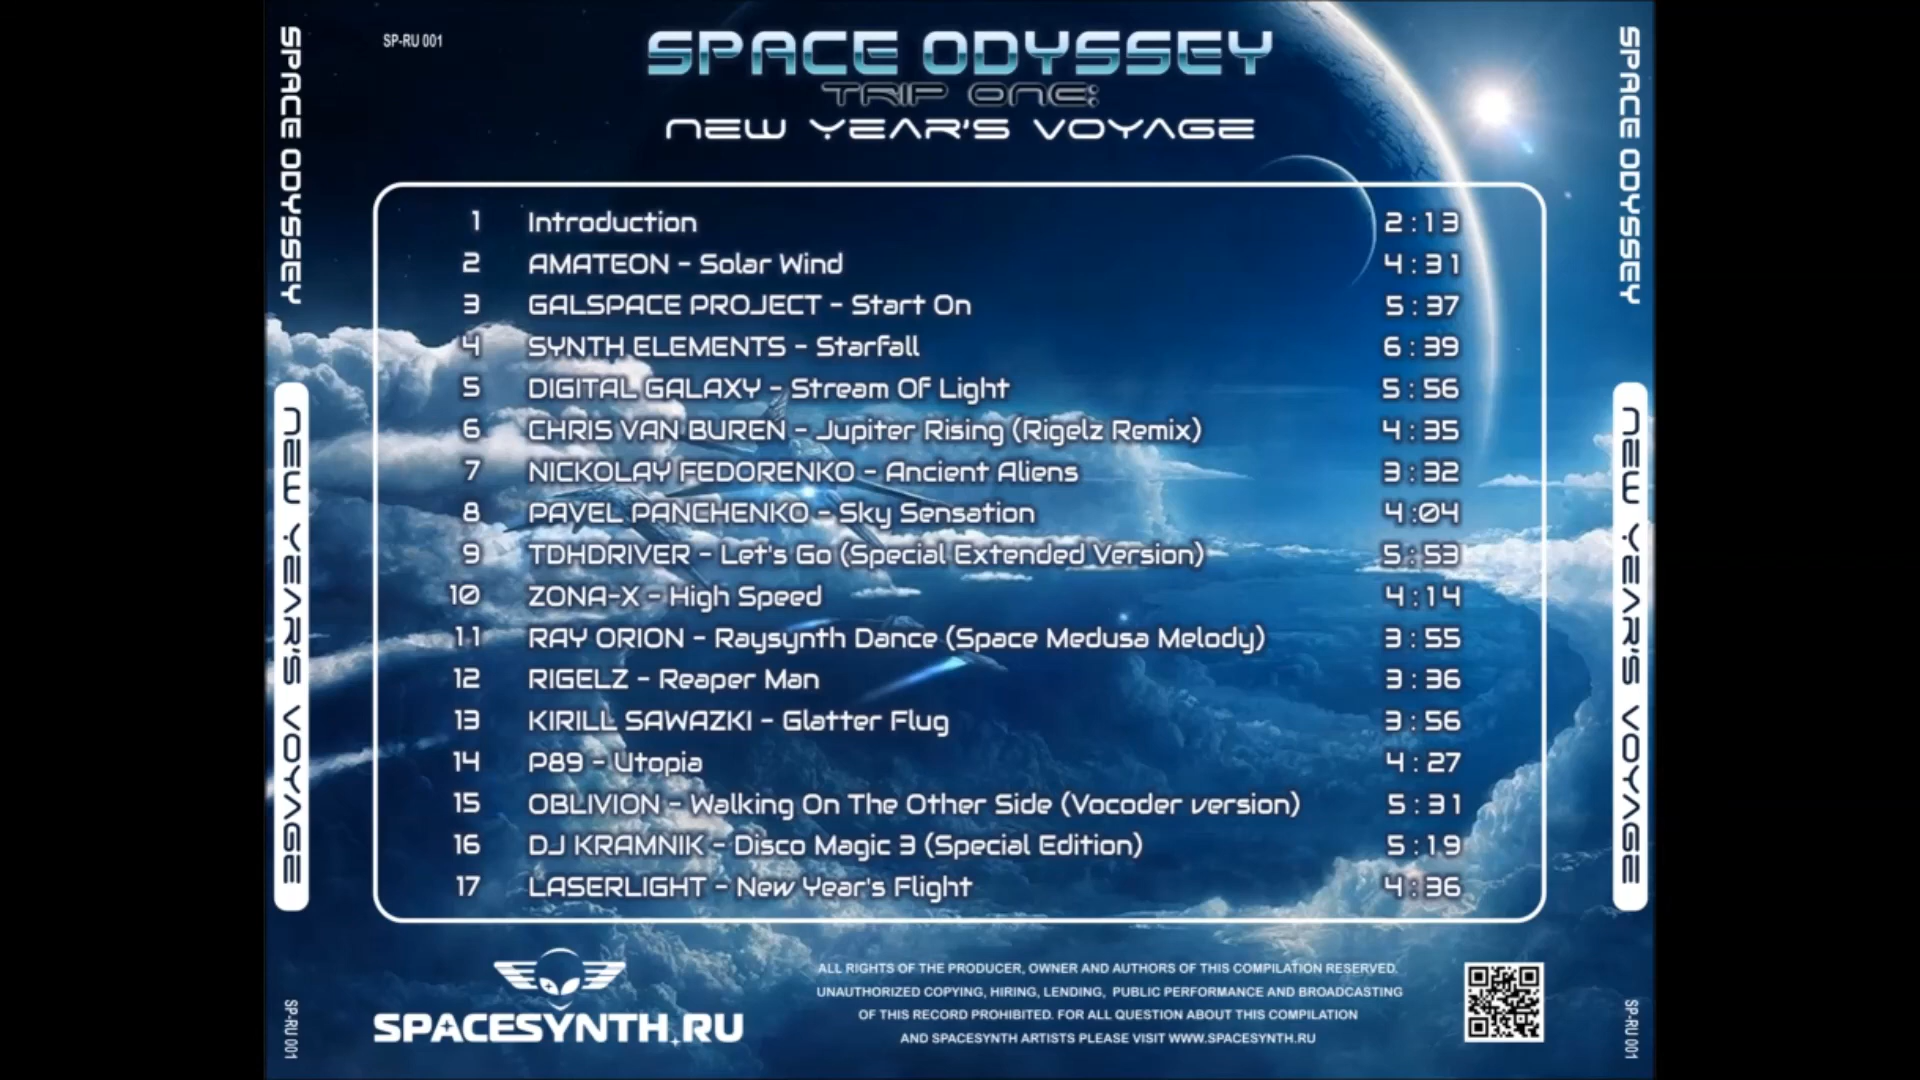 SP-RU 001
SPACE ODYSSEY
TRIP ONE:
NEW YEAR'S VOYAGE
SPACE ODYSSEY
NEW YEAR'S VOYAGE
SP-RU 001
1 Introduction 2:13
2 AMATEON - Solar Wind 4:31
3 GALSPACE PROJECT - Start On 5:37
4 SYNTH ELEMENTS - Starfall 6:39
5 DIGITAL GALAXY - Stream Of Light 5:56
6 CHRIS VAN BUREN - Jupiter Rising (Rigelz Remix) 4:35
7 NICKOLAY FEDORENKO - Ancient Aliens 3:32
8 PAVEL PANCHENKO - Sky Sensation 4:04
9 TDHDRIVER - Let's Go (Special Extended Version) 5:53
10 ZONA-X - High Speed 4:14
11 RAY ORION - Raysynth Dance (Space Medusa Melody) 3:55
12 RIGELZ - Reaper Man 3:36
13 KIRILL SAWAZKI - Glatter Flug 3:56
14 P89 - Utopia 4:27
15 OBLIVION - Walking On The Other Side (Vocoder version) 5:31
16 DJ KRAMNIK - Disco Magic 3 (Special Edition) 5:19
17 LASERLIGHT - New Year's Flight 4:36
SPACESYNTH.RU
ALL RIGHTS OF THE PRODUCER, OWNER AND AUTHORS OF THIS COMPILATION RESERVED.
UNAUTHORIZED COPYING, HIRING, LENDING, PUBLIC PERFORMANCE AND BROADCASTING
OF THIS RECORD PROHIBITED. FOR ALL QUESTION ABOUT THIS COMPILATION
AND SPACESYNTH ARTISTS PLEASE VISIT WWW.SPACESYNTH.RU
SPACE ODYSSEY
NEW YEAR'S VOYAGE
SP-RU 001